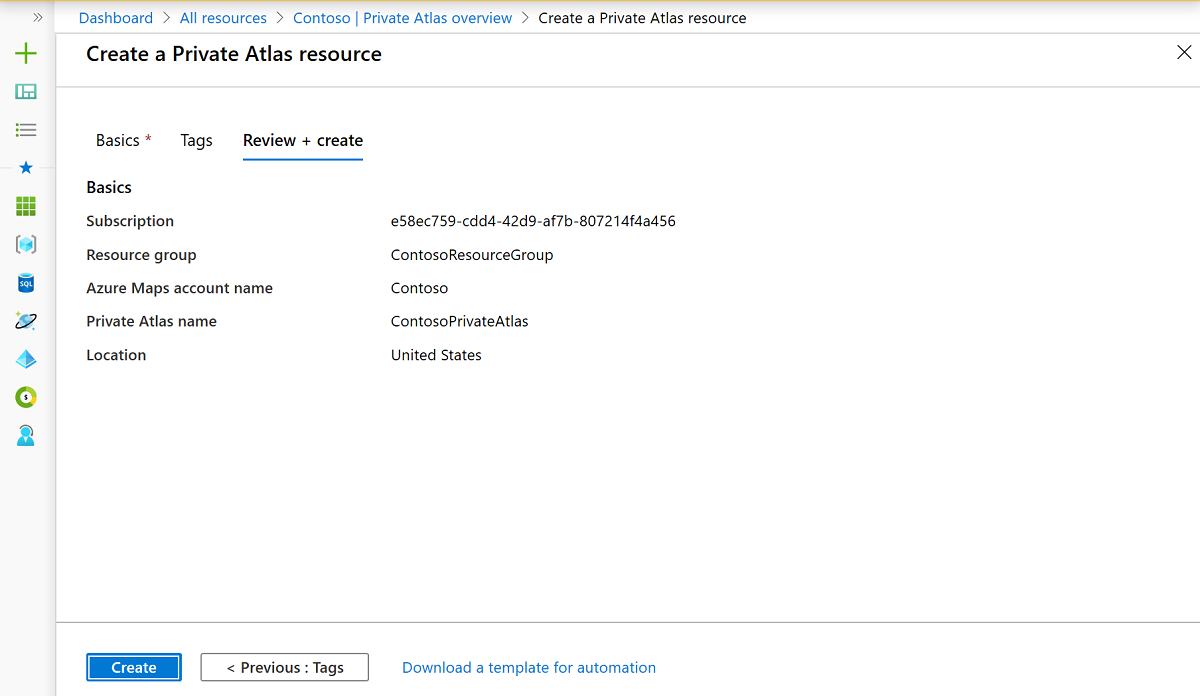 Dashboard > All resources > Contoso | Private Atlas overview > Create a Private Atlas resource
Create a Private Atlas resource
Basics * Tags Review + create
Basics
Subscription e58ec759-cdd4-42d9-af7b-807214f4a456
Resource group ContosoResourceGroup
Azure Maps account name Contoso
Private Atlas name ContosoPrivateAtlas
Location United States
SQL
$
Create < Previous : Tags Download a template for automation